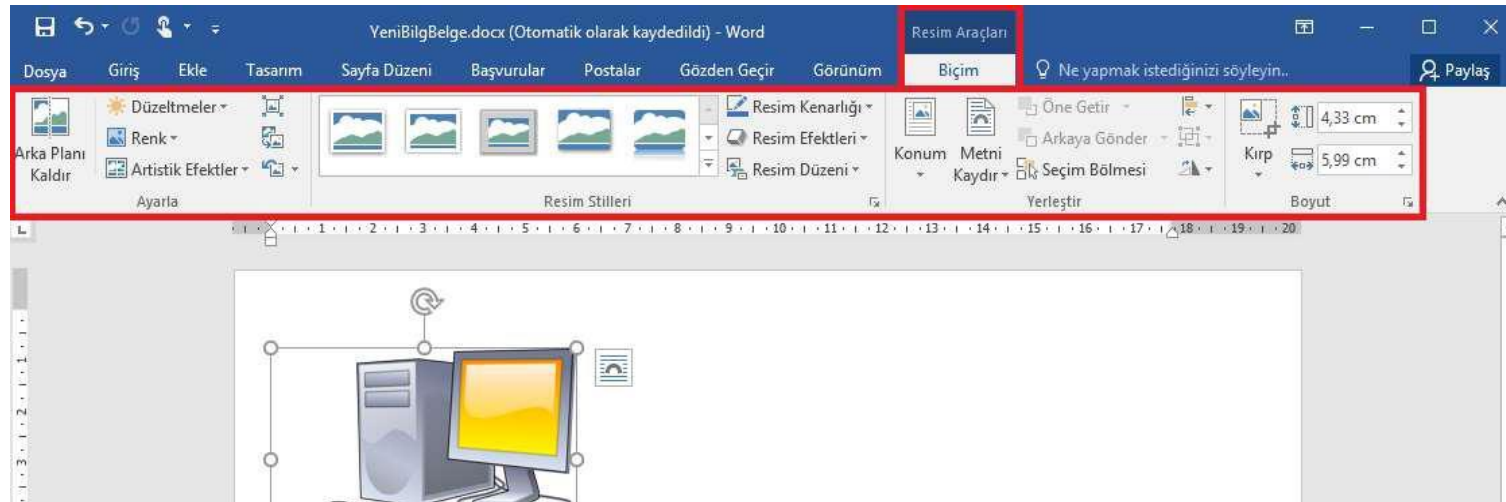 YeniBilgBelge.docx (Otomatik olarak kaydedildi) - Word
Resim Araçları
Dosya Giriş Ekle Tasarım Sayfa Düzeni Başvurular Postalar Gözden Geçir Görünüm Biçim Ne yapmak istediğinizi söyleyin.. Paylaş
Arka Planı
Kaldır
Düzeltmeler
Renk
Artistik Efektler
Ayarla
Resim Kenarlığı
Resim Efektleri
Resim Düzeni
Resim Stilleri
Konum
Metni
Kaydır
Öne Getir
Arkaya Gönder
Seçim Bölmesi
Yerleştir
Kırp
4,33 cm
5,99 cm
Boyut
L
1 2 3 4 5 6 7 8 9 10 11 12 13 14 15 16 17 18 19 20
1
2
3